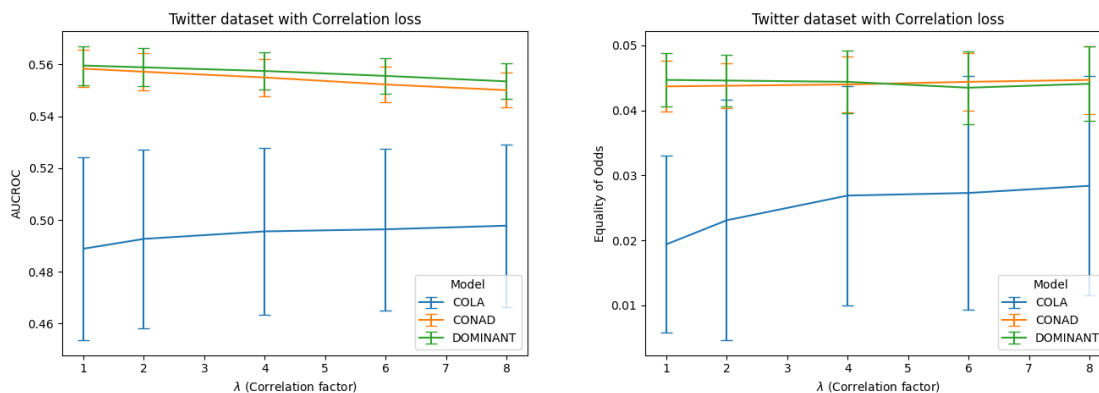 Twitter dataset with Correlation loss
AUCROC
0.56
0.54
0.52
0.50
0.48
0.46
1 2 3 4 5 6 7 8
λ (Correlation factor)
Model
COLA
CONAD
DOMINANT
Twitter dataset with Correlation loss
Equality of Odds
0.05
0.04
0.03
0.02
0.01
1 2 3 4 5 6 7 8
λ (Correlation factor)
Model
COLA
CONAD
DOMINANT